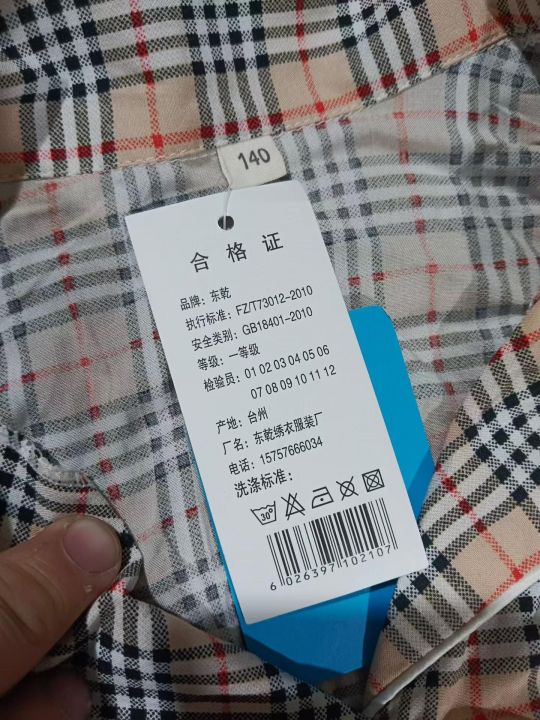 140
合格证
品牌：东乾
执行标准：FZ/T73012-2010
安全类别：GB18401-2010
等级：一等级
检验员：01 02 03 04 05 06
07 08 09 10 11 12
产地：台州
厂名：东乾绣衣服装厂
电话：15757666034
洗涤标准：
30°
6 026397 102107